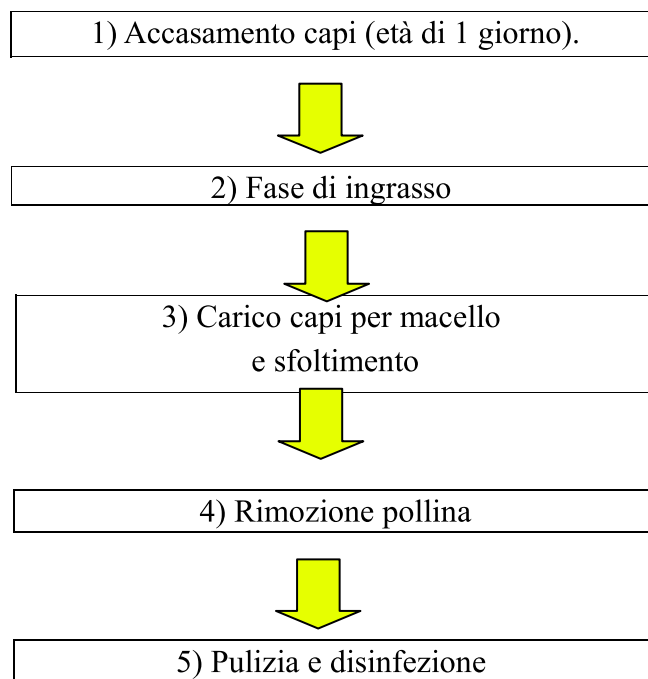 1) Accasamento capi (età di 1 giorno).
2) Fase di ingrasso
3) Carico capi per macello
e sfoltimento
4) Rimozione pollina
5) Pulizia e disinfezione